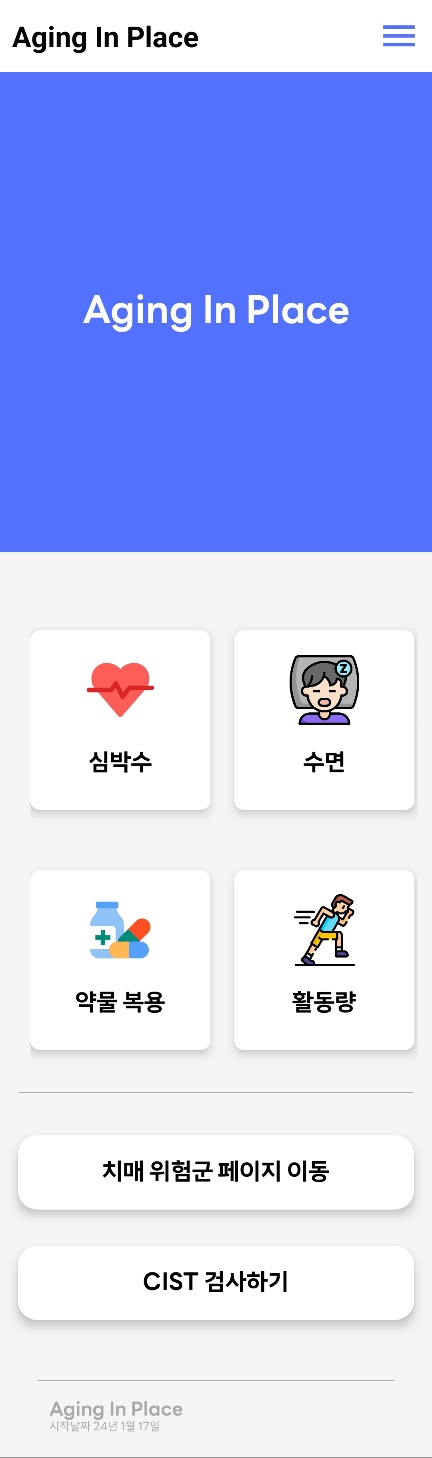 Aging In Place
Aging In Place
Z
심박수
수면
약물 복용
활동량
치매 위험군 페이지 이동
CIST 검사하기
Aging In Place
시작날짜 24년 1월 17일